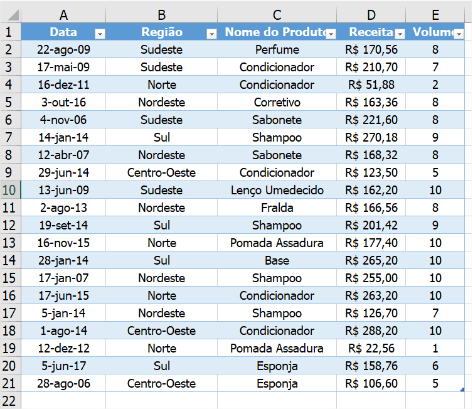 A B C D E
1 Data Região Nome do Produto Receita Volume
2 22-ago-09 Sudeste Perfume R$ 170,56 8
3 17-mai-09 Sudeste Condicionador R$ 210,70 7
4 16-dez-11 Norte Condicionador R$ 51,88 2
5 3-out-16 Nordeste Corretivo R$ 163,36 8
6 4-nov-06 Sudeste Sabonete R$ 221,60 8
7 14-jan-14 Sul Shampoo R$ 270,18 9
8 12-abr-07 Nordeste Sabonete R$ 168,32 8
9 29-jun-14 Centro-Oeste Condicionador R$ 123,50 5
10 13-jun-09 Sudeste Lenço Umedecido R$ 162,20 10
11 2-ago-13 Nordeste Fralda R$ 166,56 8
12 19-set-14 Sul Shampoo R$ 201,42 9
13 16-nov-15 Norte Pomada Assadura R$ 177,40 10
14 28-jan-14 Sul Base R$ 265,20 10
15 17-jan-07 Nordeste Shampoo R$ 255,00 10
16 17-jun-15 Norte Condicionador R$ 263,20 10
17 5-jan-14 Nordeste Shampoo R$ 126,70 7
18 1-ago-14 Centro-Oeste Condicionador R$ 288,20 10
19 12-dez-12 Norte Pomada Assadura R$ 22,56 1
20 5-jun-17 Sul Esponja R$ 158,76 6
21 28-ago-06 Centro-Oeste Esponja R$ 106,60 5
22